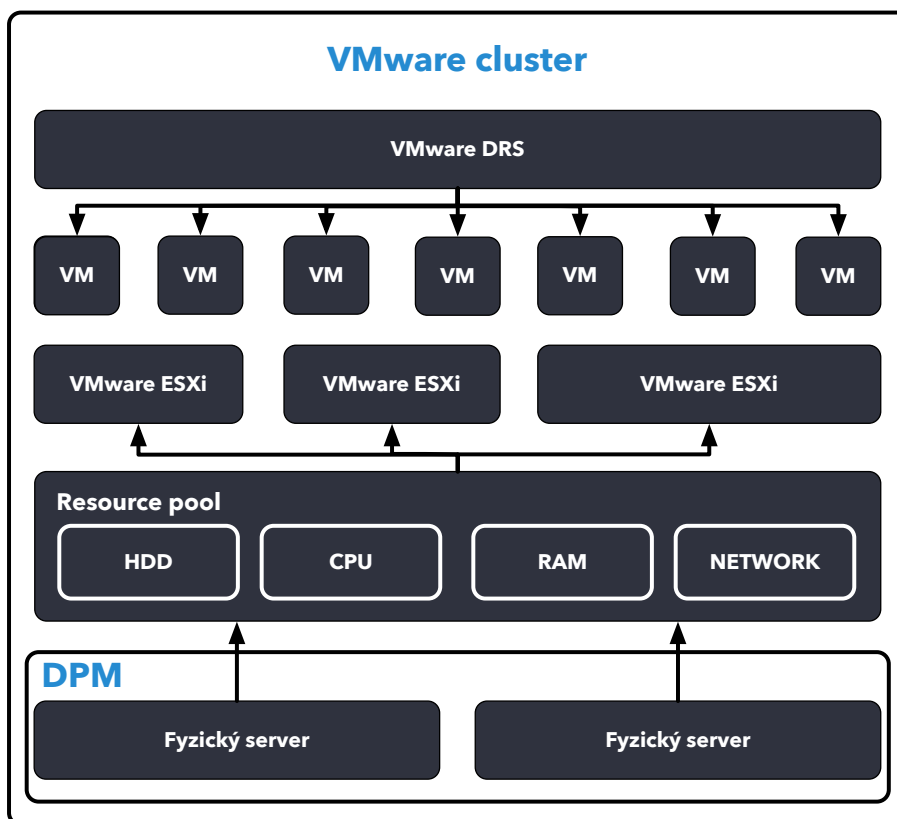 VMware cluster
VMware DRS
VM VM VM VM VM VM VM
VMware ESXi VMware ESXi VMware ESXi
Resource pool
HDD CPU RAM NETWORK
DPM
Fyzický server Fyzický server